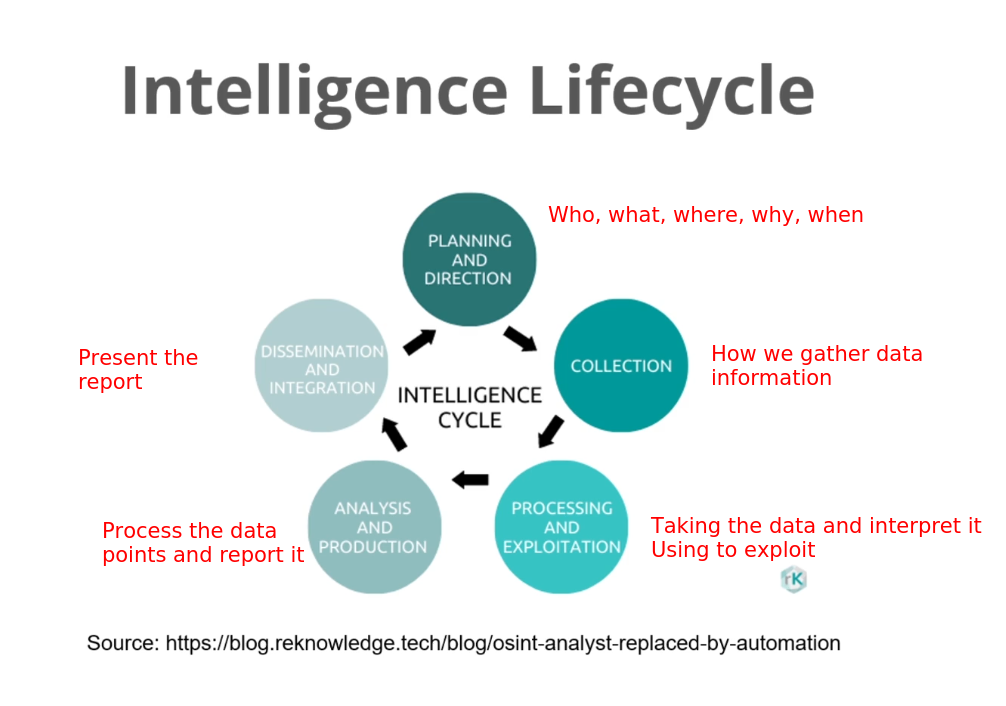 Intelligence Lifecycle
PLANNING
AND
DIRECTION
Who, what, where, why, when
COLLECTION
How we gather data
information
PROCESSING
AND
EXPLOITATION
Taking the data and interpret it
Using to exploit
rK
ANALYSIS
AND
PRODUCTION
Process the data
points and report it
DISSEMINATION
AND
INTEGRATION
Present the
report
INTELLIGENCE
CYCLE
Source: https://blog.reknowledge.tech/blog/osint-analyst-replaced-by-automation